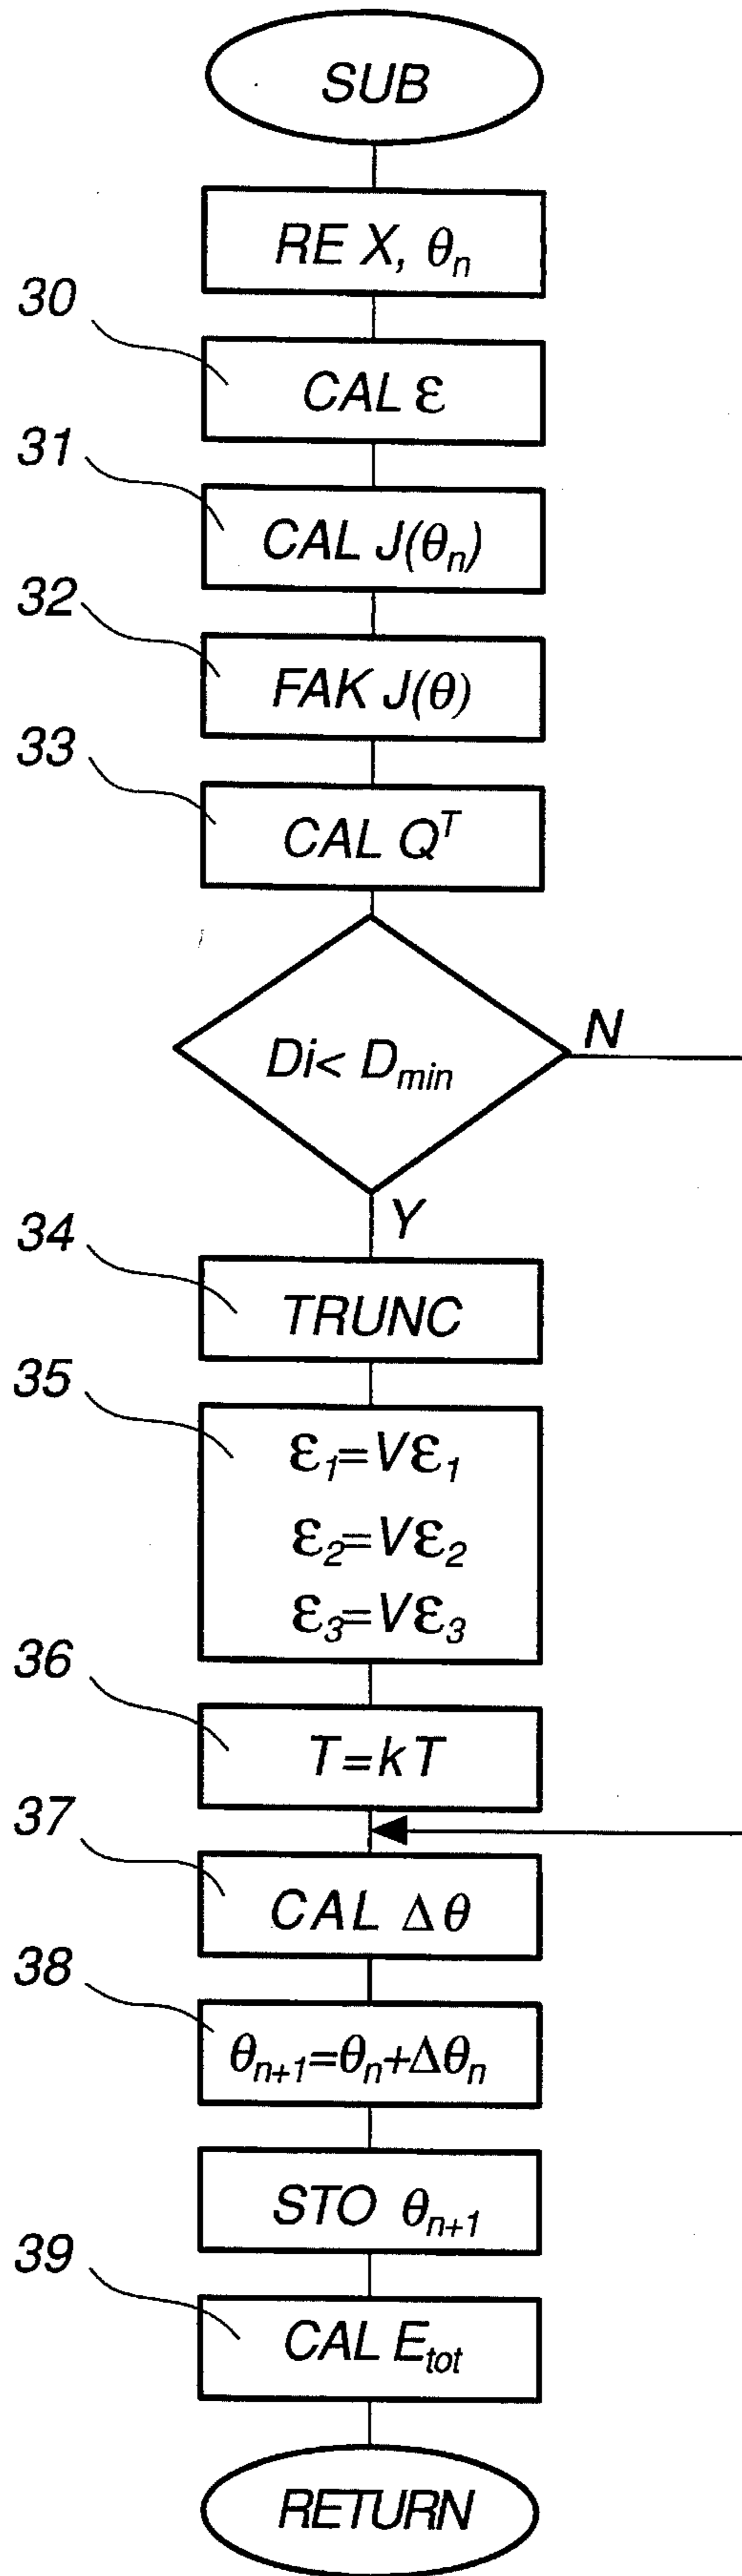 SUB
RE X, θn
30
CAL ε
31
CAL J(θn)
32
FAK J(θ)
33
CAL Q^T
Di< Dmin
N
Y
34
TRUNC
35
ε1=Vε1
ε2=Vε2
ε3=Vε3
36
T=kT
37
CAL Δθ
38
θn+1=θn+Δθn
STO θn+1
39
CAL Etot
RETURN